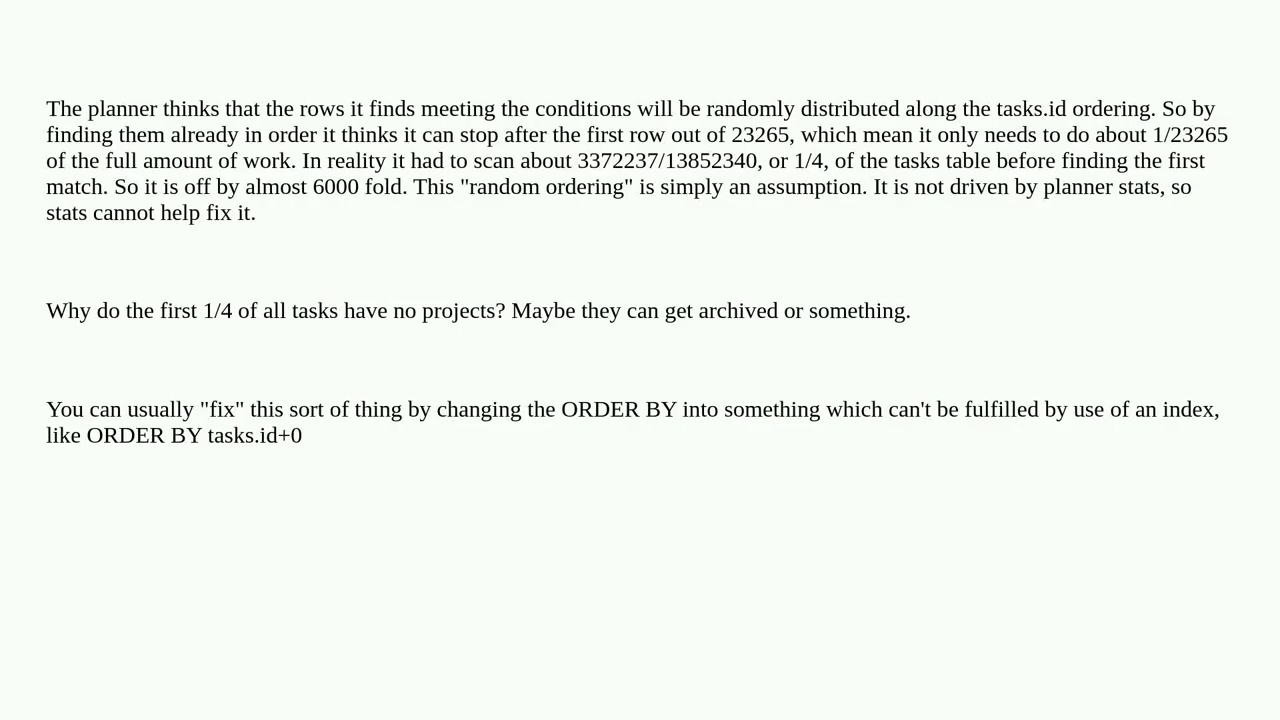 The planner thinks that the rows it finds meeting the conditions will be randomly distributed along the tasks.id ordering. So by
finding them already in order it thinks it can stop after the first row out of 23265, which mean it only needs to do about 1/23265
of the full amount of work. In reality it had to scan about 3372237/13852340, or 1/4, of the tasks table before finding the first
match. So it is off by almost 6000 fold. This "random ordering" is simply an assumption. It is not driven by planner stats, so
stats cannot help fix it.
Why do the first 1/4 of all tasks have no projects? Maybe they can get archived or something.
You can usually "fix" this sort of thing by changing the ORDER BY into something which can't be fulfilled by use of an index,
like ORDER BY tasks.id+0